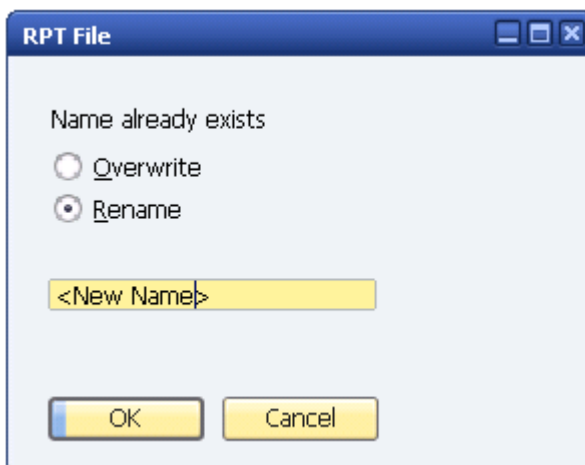 RPT File
Name already exists
Overwrite
Rename
<New Name>
OK
Cancel